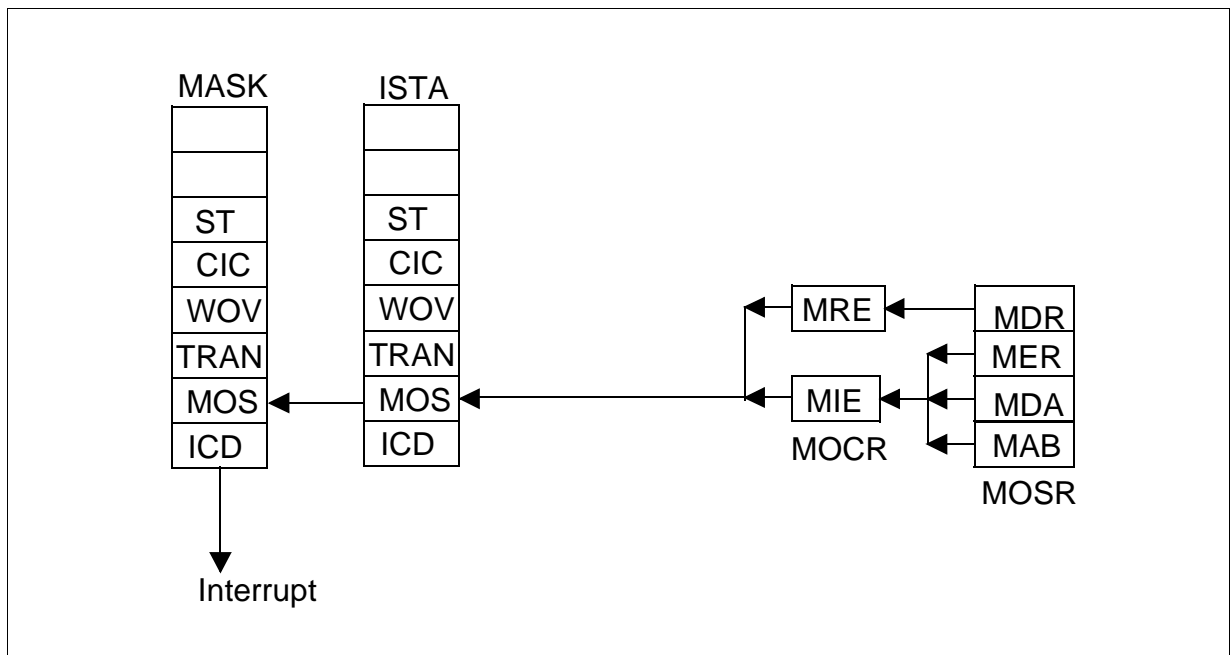 MASK
ST
CIC
WOV
TRAN
MOS
ICD
Interrupt
ISTA
ST
CIC
WOV
TRAN
MOS
ICD
MRE
MIE
MOCR
MDR
MER
MDA
MAB
MOSR